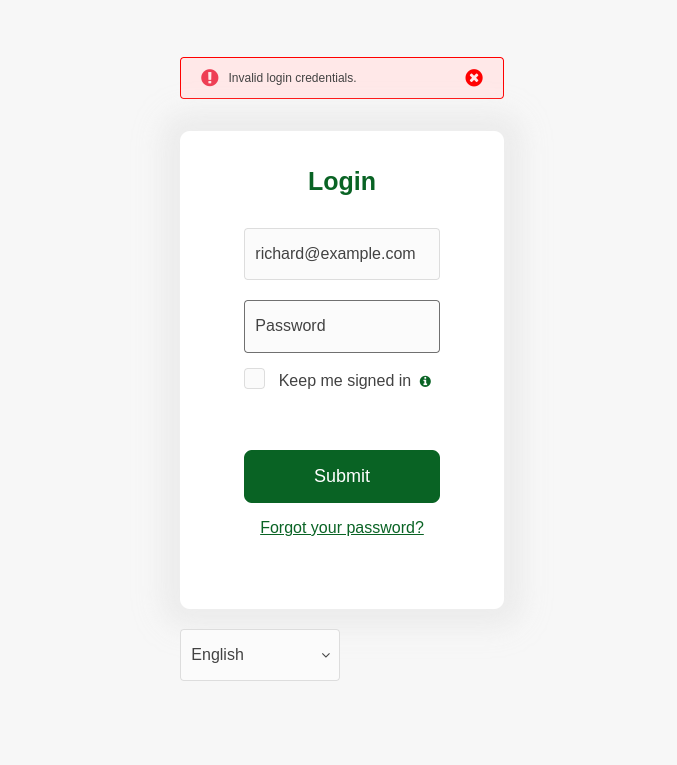 Invalid login credentials.
Login
richard@example.com
Password
Keep me signed in
Submit
Forgot your password?
English